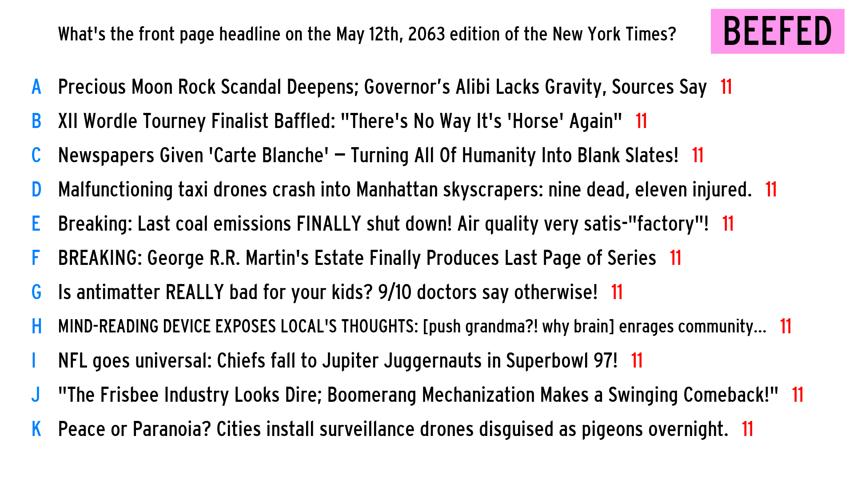 What's the front page headline on the May 12th, 2063 edition of the New York Times?
BEEFED
A Precious Moon Rock Scandal Deepens; Governor’s Alibi Lacks Gravity, Sources Say 11
B XII Wordle Tourney Finalist Baffled: "There's No Way It's 'Horse' Again" 11
C Newspapers Given 'Carte Blanche' – Turning All Of Humanity Into Blank Slates! 11
D Malfunctioning taxi drones crash into Manhattan skyscrapers: nine dead, eleven injured. 11
E Breaking: Last coal emissions FINALLY shut down! Air quality very satis-"factory"! 11
F BREAKING: George R.R. Martin's Estate Finally Produces Last Page of Series 11
G Is antimatter REALLY bad for your kids? 9/10 doctors say otherwise! 11
H MIND-READING DEVICE EXPOSES LOCAL'S THOUGHTS: [push grandma?! why brain] enrages community... 11
I NFL goes universal: Chiefs fall to Jupiter Juggernauts in Superbowl 97! 11
J "The Frisbee Industry Looks Dire; Boomerang Mechanization Makes a Swinging Comeback!" 11
K Peace or Paranoia? Cities install surveillance drones disguised as pigeons overnight. 11